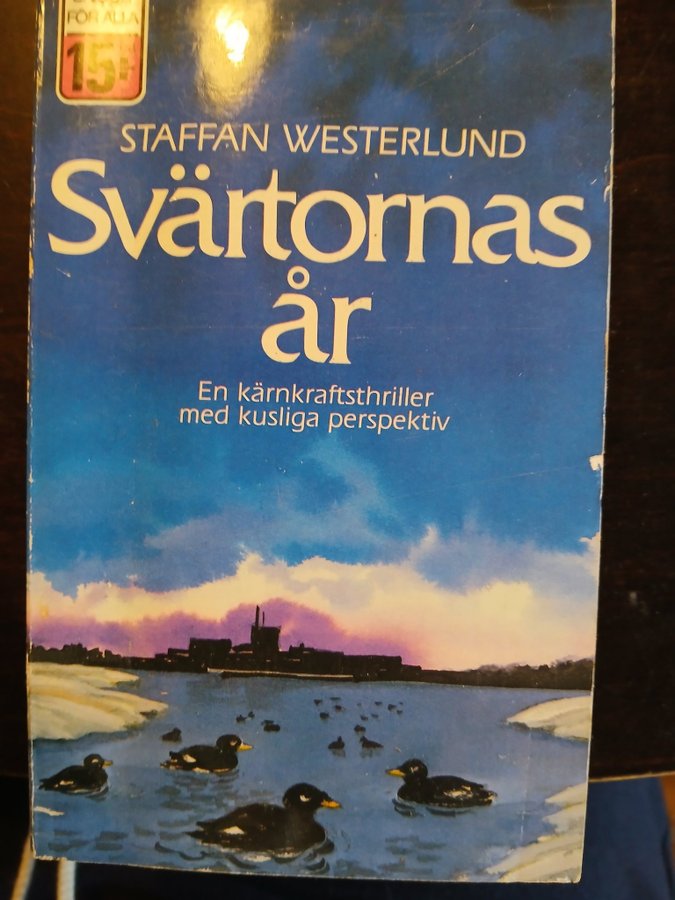 FÖR ALLA
15:-
STAFFAN WESTERLUND
Svärtornas
år
En kärnkraftsthriller
med kusliga perspektiv